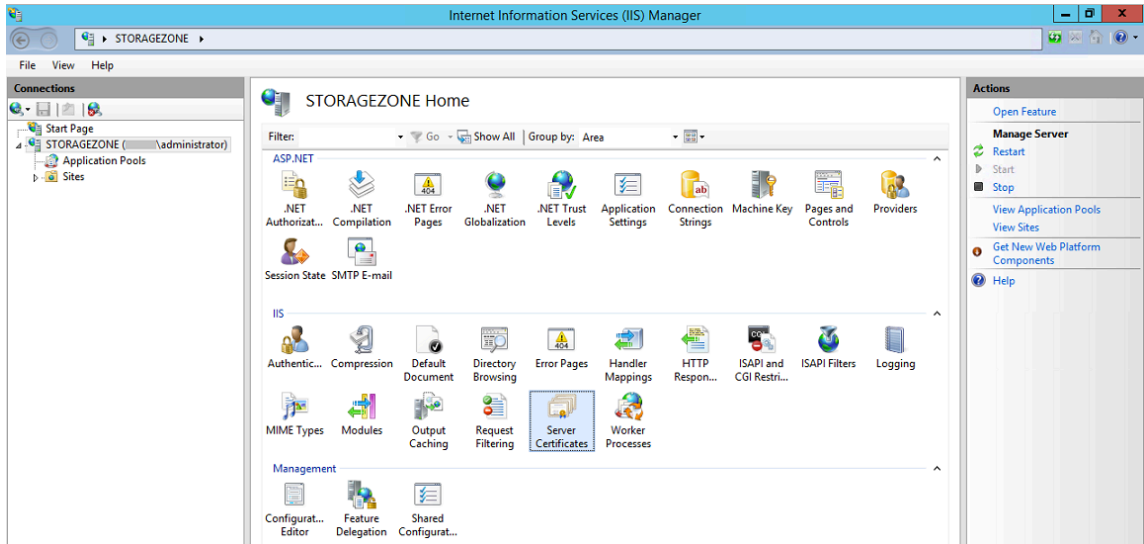 Internet Information Services (IIS) Manager
STORAGEZONE
File View Help
Connections
Start Page
STORAGEZONE ( \administrator)
Application Pools
Sites
STORAGEZONE Home
Filter: Go Show All Group by: Area
ASP.NET
.NET Authorizat...
.NET Compilation
.NET Error Pages
.NET Globalization
.NET Trust Levels
Application Settings
Connection Strings
Machine Key
Pages and Controls
Providers
Session State
SMTP E-mail
IIS
Authentic...
Compression
Default Document
Directory Browsing
Error Pages
Handler Mappings
HTTP Respon...
ISAPI and CGI Restri...
ISAPI Filters
Logging
MIME Types
Modules
Output Caching
Request Filtering
Server Certificates
Worker Processes
Management
Configurat... Editor
Feature Delegation
Shared Configurat...
Actions
Open Feature
Manage Server
Restart
Start
Stop
View Application Pools
View Sites
Get New Web Platform
Components
Help